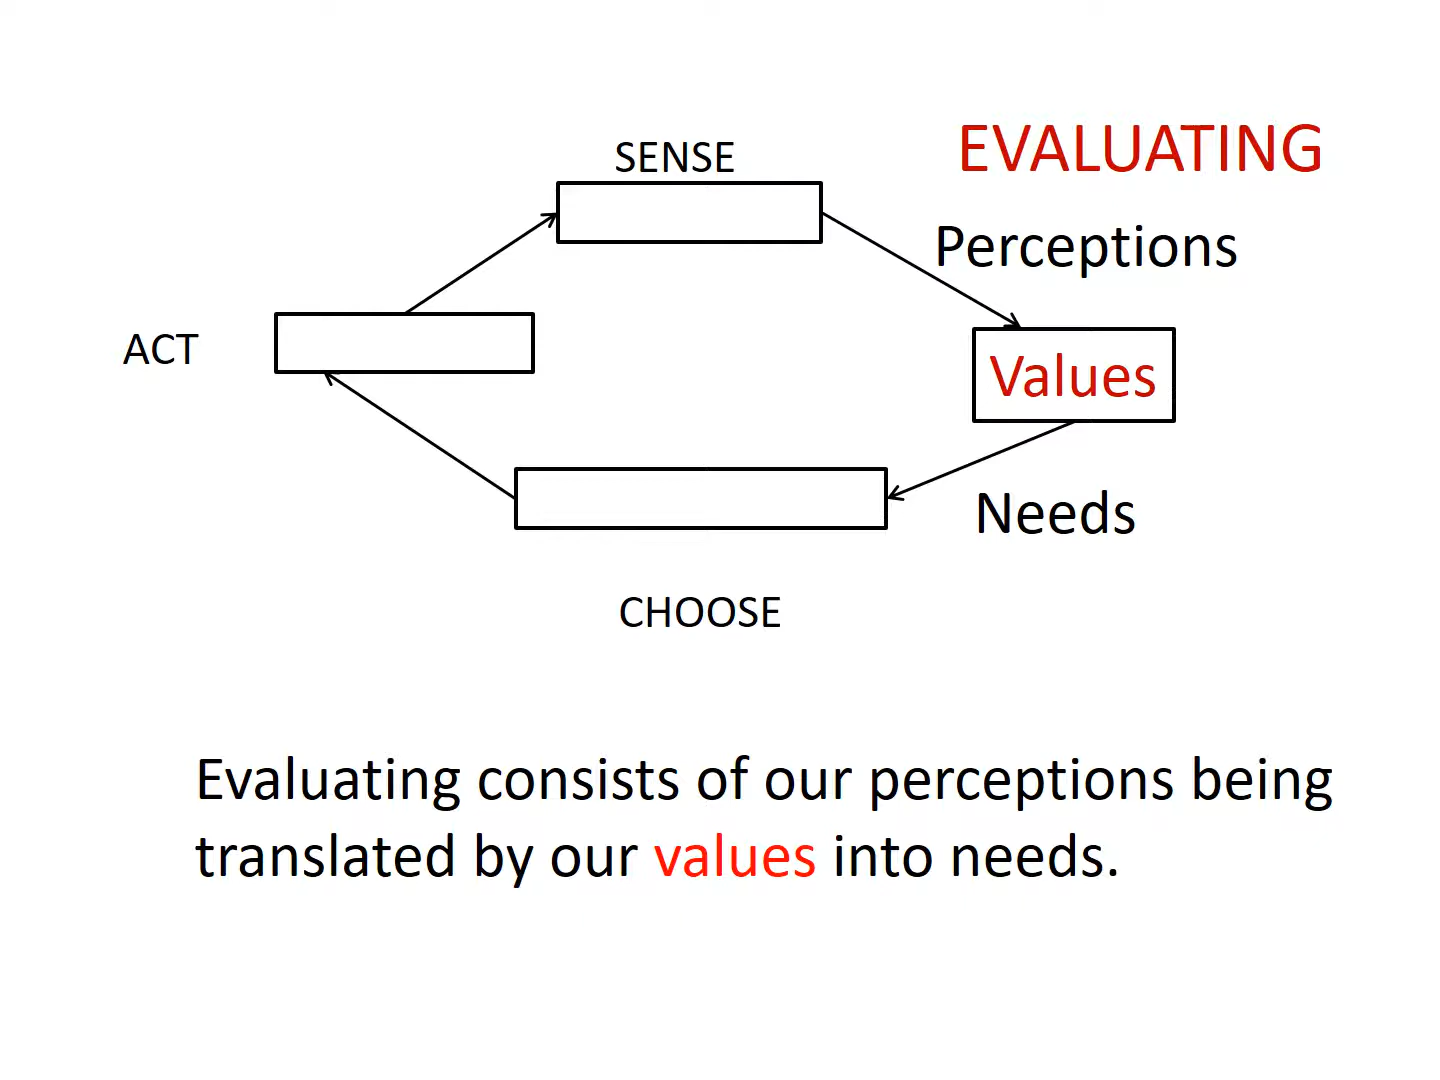 SENSE
EVALUATING
Perceptions
ACT
Values
Needs
CHOOSE
Evaluating consists of our perceptions being
translated by our values into needs.